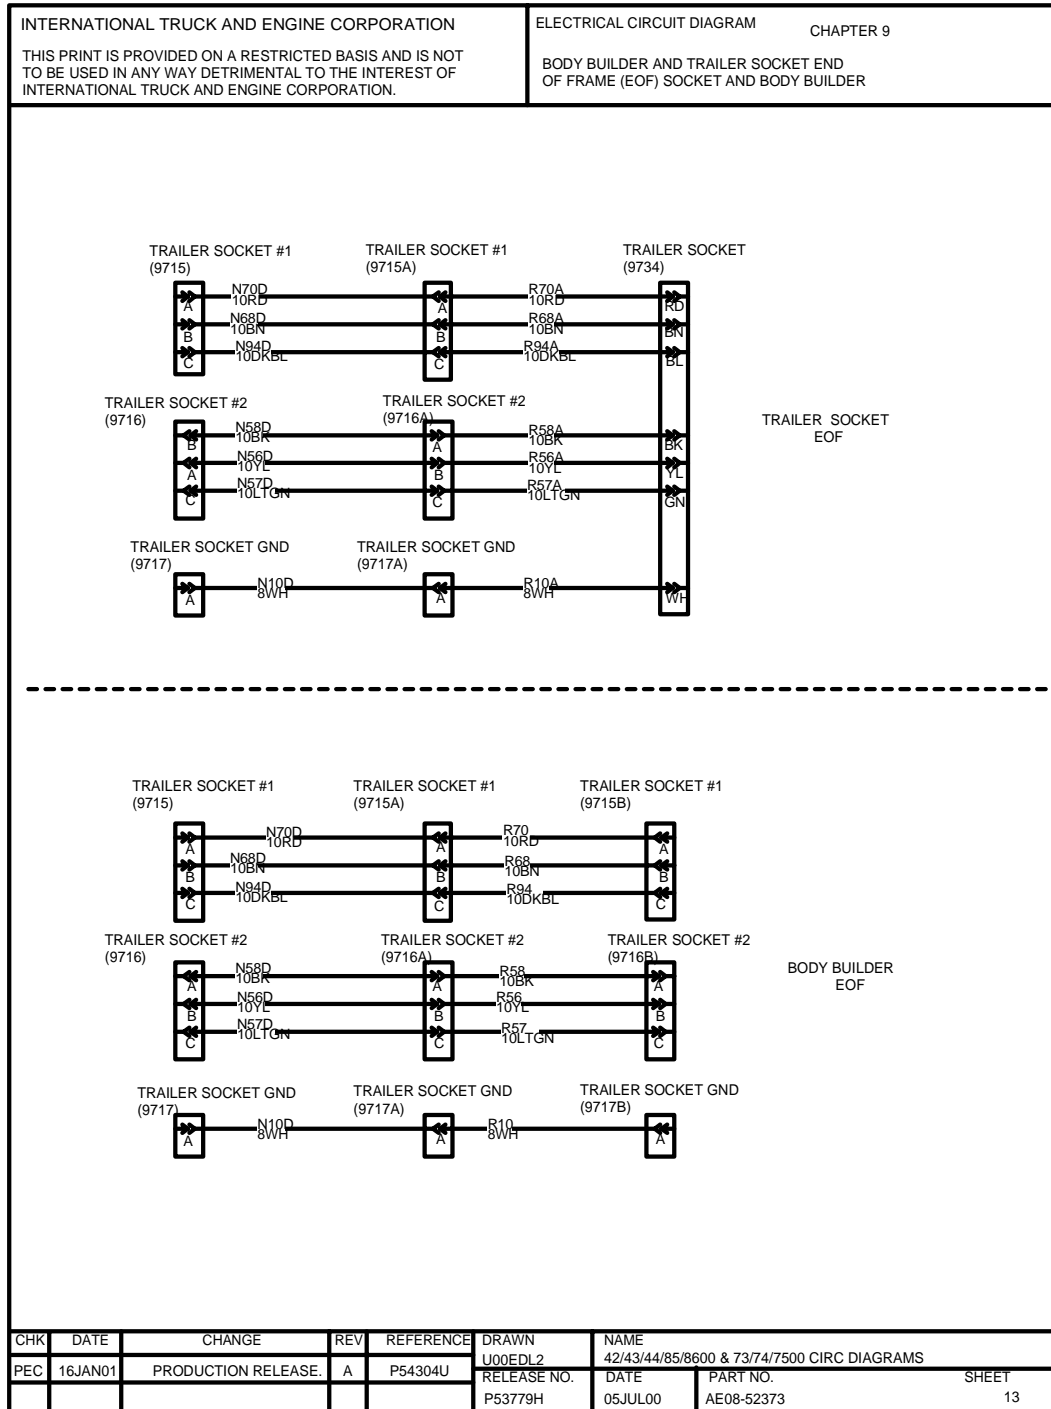 INTERNATIONAL TRUCK AND ENGINE CORPORATION
THIS PRINT IS PROVIDED ON A RESTRICTED BASIS AND IS NOT
TO BE USED IN ANY WAY DETRIMENTAL TO THE INTEREST OF
INTERNATIONAL TRUCK AND ENGINE CORPORATION.
ELECTRICAL CIRCUIT DIAGRAM CHAPTER 9
BODY BUILDER AND TRAILER SOCKET END
OF FRAME (EOF) SOCKET AND BODY BUILDER
TRAILER SOCKET #1 TRAILER SOCKET #1 TRAILER SOCKET
(9715) (9715A) (9734)
N70D R70A
A 10RD A 10RD RD
N68D R68A
B 10BN B 10BN BN
N94D R94A
C 10DKBL C 10DKBL BL
TRAILER SOCKET #2 TRAILER SOCKET #2
(9716) (9716A)
TRAILER SOCKET
EOF
N58D R58A
B 10BK A 10BK BK
N56D R56A
A 10YL B 10YL YL
N57D R57A
C 10LTGN C 10LTGN GN
TRAILER SOCKET GND TRAILER SOCKET GND
(9717) (9717A)
N10D R10A
A 8WH A 8WH WH
TRAILER SOCKET #1 TRAILER SOCKET #1 TRAILER SOCKET #1
(9715) (9715A) (9715B)
N70D R70
A 10RD A 10RD A
N68D R68
B 10BN B 10BN B
N94D R94
C 10DKBL C 10DKBL C
TRAILER SOCKET #2 TRAILER SOCKET #2 TRAILER SOCKET #2
(9716) (9716A) (9716B)
BODY BUILDER
EOF
N58D R58
A 10BK A 10BK A
N56D R56
B 10YL B 10YL B
N57D R57
C 10LTGN C 10LTGN C
TRAILER SOCKET GND TRAILER SOCKET GND TRAILER SOCKET GND
(9717) (9717A) (9717B)
N10D R10
A 8WH A 8WH A
CHK DATE CHANGE REV REFERENCE DRAWN NAME
U00EDL2 42/43/44/85/8600 & 73/74/7500 CIRC DIAGRAMS
PEC 16JAN01 PRODUCTION RELEASE. A P54304U
RELEASE NO. DATE PART NO. SHEET
P53779H 05JUL00 AE08-52373 13